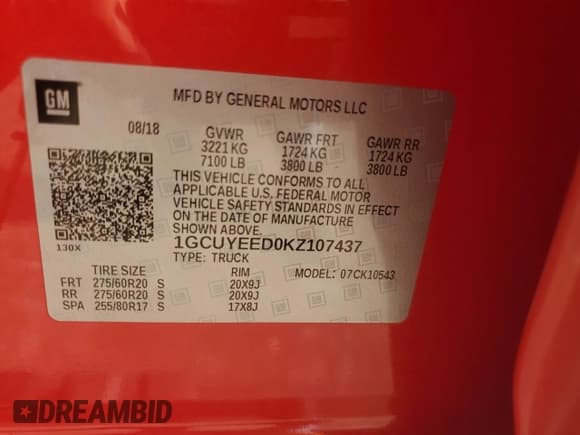 GM
MFD BY GENERAL MOTORS LLC
08/18 GVWR GAWR FRT GAWR RR
3221 KG 1724 KG 1724 KG
7100 LB 3800 LB 3800 LB
THIS VEHICLE CONFORMS TO ALL
APPLICABLE U.S. FEDERAL MOTOR
VEHICLE SAFETY STANDARDS IN EFFECT
ON THE DATE OF MANUFACTURE
SHOWN ABOVE.
130X 1GCUYEED0KZ107437
TYPE: TRUCK
TIRE SIZE RIM MODEL: 07CK10543
FRT 275/60R20 S 20X9J
RR 275/60R20 S 20X9J
SPA 255/80R17 S 17X8J
DREAMBID